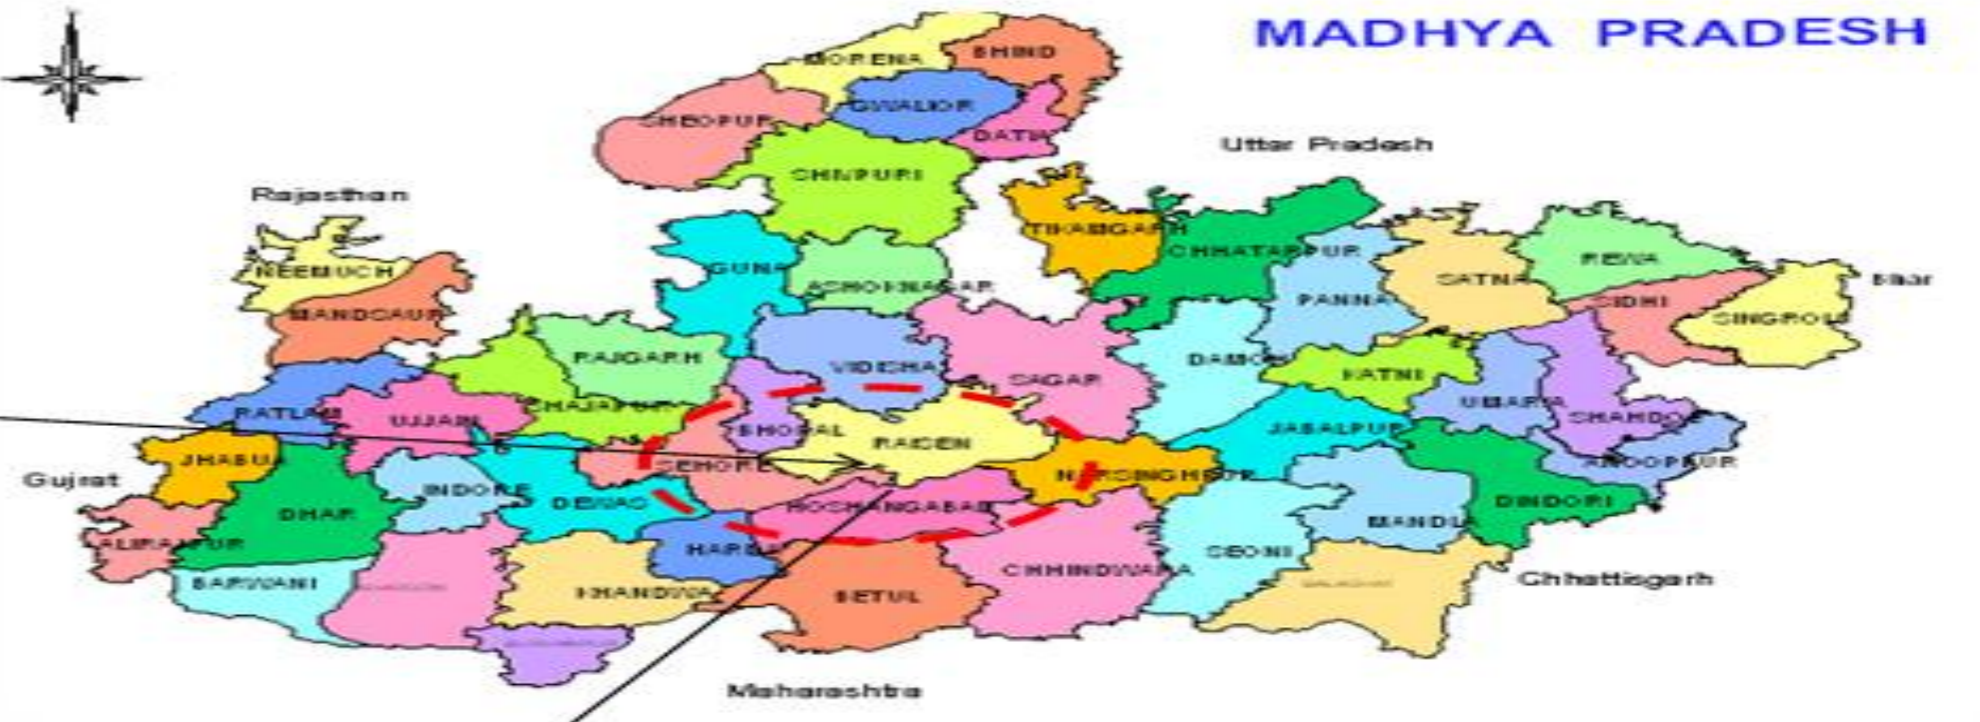 MADHYA PRADESH
MORENA
BHIND
GWALIOR
SHEOPUR
DATIA
Uttar Pradesh
SHIVPURI
Rajasthan
TIKAMGARH
CHHATARPUR
NEEMUCH
GUNA
ASHOKNAGAR
REWA
SATNA
Bihar
PANNA
SIDHI
MANDSAUR
SINGROLI
RAJGARH
VIDISHA
DAMOH
SAGAR
KATNI
RATLAM
UJJAIN
SHAJAPUR
UMARIA
SHAHDOL
BHOPAL
RAISEN
JABALPUR
JHABUA
SEHORE
ANOOPPUR
Gujrat
INDORE
DEWAS
NARSINGHPUR
DHAR
HOSHANGABAD
DINDORI
MANDLA
ALIRAJPUR
HARDA
SEONI
BARWANI
CHHINDWARA
Chhattisgarh
KHANDWA
BETUL
Maharashtra